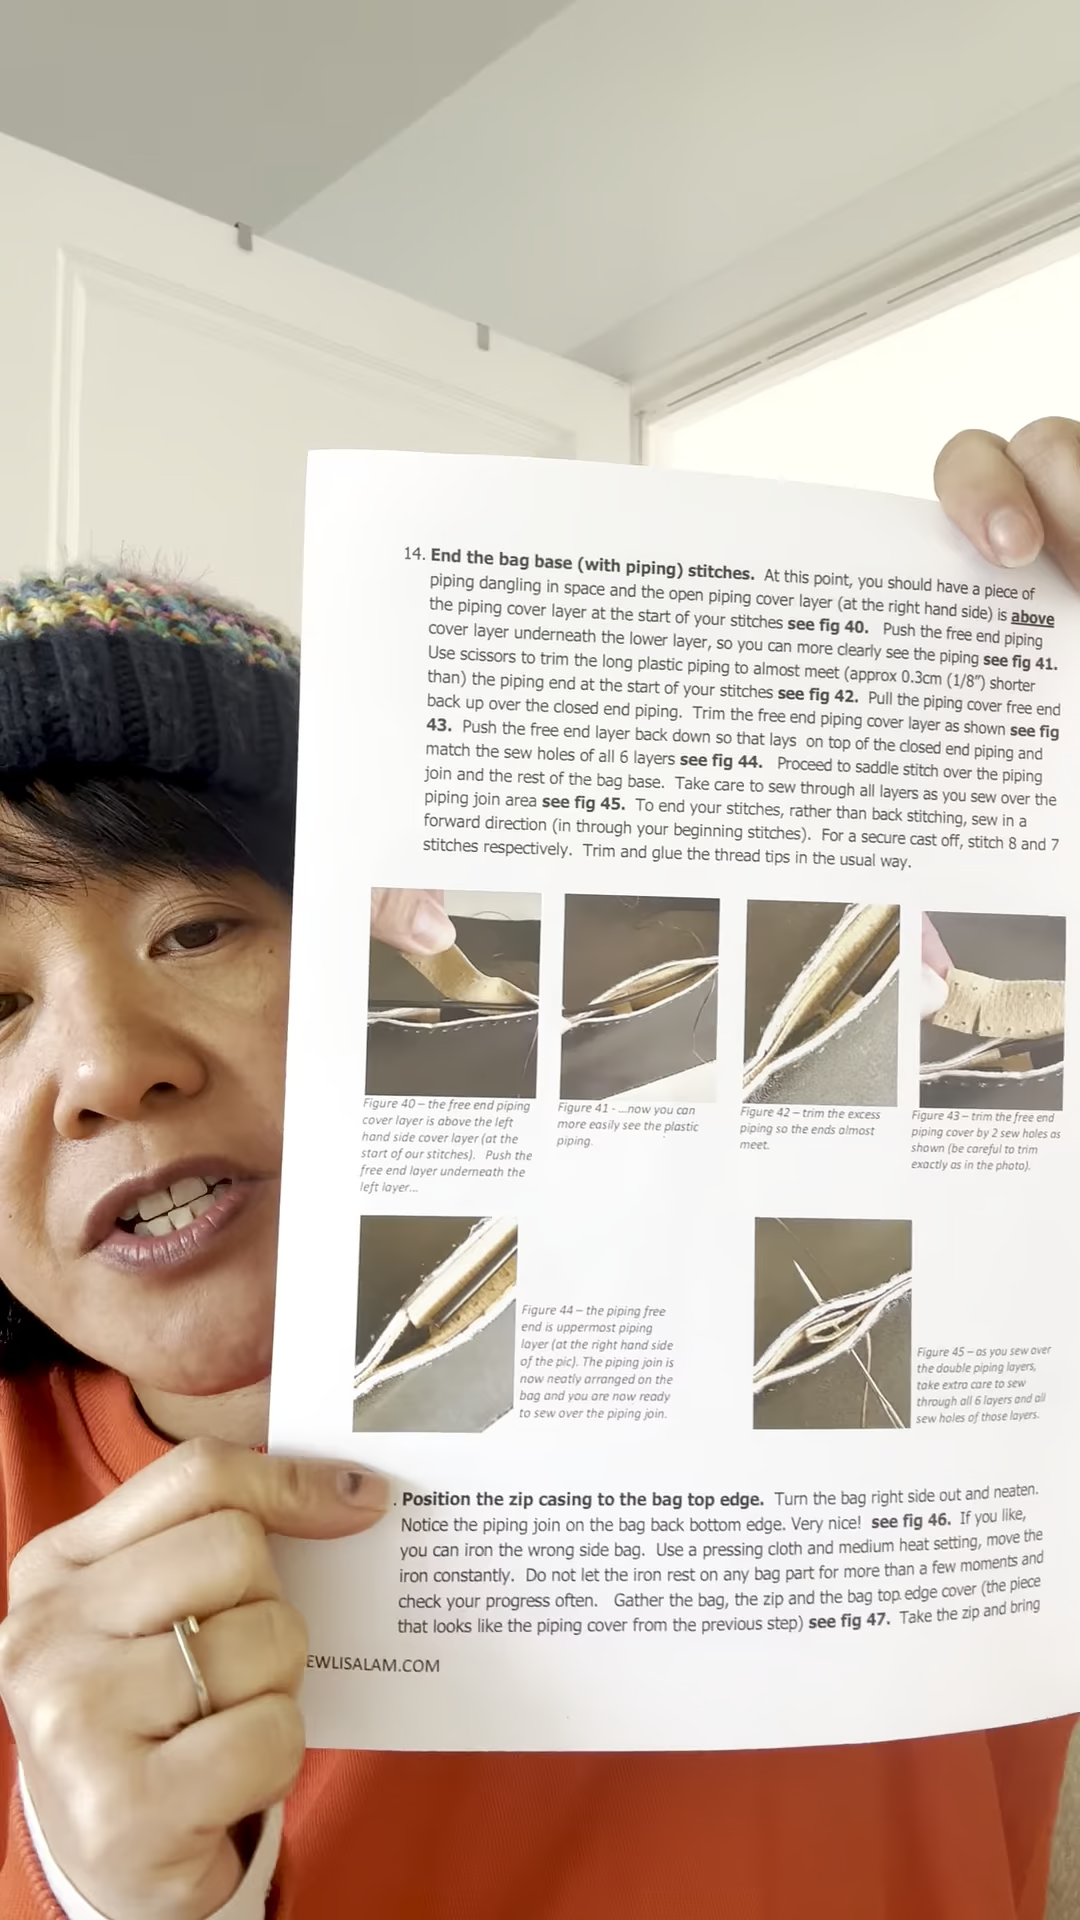 14. End the bag base (with piping) stitches. At this point, you should have a piece of
piping dangling in space and the open piping cover layer (at the right hand side) is above
the piping cover layer at the start of your stitches see fig 40. Push the free end piping
cover layer underneath the lower layer, so you can more clearly see the piping see fig 41.
Use scissors to trim the long plastic piping to almost meet (approx 0.3cm (1/8") shorter
than) the piping end at the start of your stitches see fig 42. Pull the piping cover free end
back up over the closed end piping. Trim the free end piping cover layer as shown see fig
43. Push the free end layer back down so that lays on top of the closed end piping and
match the sew holes of all 6 layers see fig 44. Proceed to saddle stitch over the piping
join and the rest of the bag base. Take care to sew through all layers as you sew over the
piping join area see fig 45. To end your stitches, rather than back stitching, sew in a
forward direction (in through your beginning stitches). For a secure cast off, stitch 8 and 7
stitches respectively. Trim and glue the thread tips in the usual way.
Figure 40 – the free end piping
cover layer is above the left
hand side cover layer (at the
start of our stitches). Push the
free end layer underneath the
left layer...
Figure 41 - ...now you can
more easily see the plastic
piping.
Figure 42 – trim the excess
piping so the ends almost
meet.
Figure 43 – trim the free end
piping cover by 2 sew holes as
shown (be careful to trim
exactly as in the photo).
Figure 44 – the piping free
end is uppermost piping
layer (at the right hand side
of the pic). The piping join is
now neatly arranged on the
bag and you are now ready
to sew over the piping join.
Figure 45 – as you sew over
the double piping layers,
take extra care to sew
through all 6 layers and all
sew holes of those layers.
. Position the zip casing to the bag top edge. Turn the bag right side out and neaten.
Notice the piping join on the bag back bottom edge. Very nice! see fig 46. If you like,
you can iron the wrong side bag. Use a pressing cloth and medium heat setting, move the
iron constantly. Do not let the iron rest on any bag part for more than a few moments and
check your progress often. Gather the bag, the zip and the bag top edge cover (the piece
that looks like the piping cover from the previous step) see fig 47. Take the zip and bring
EWLISALAM.COM